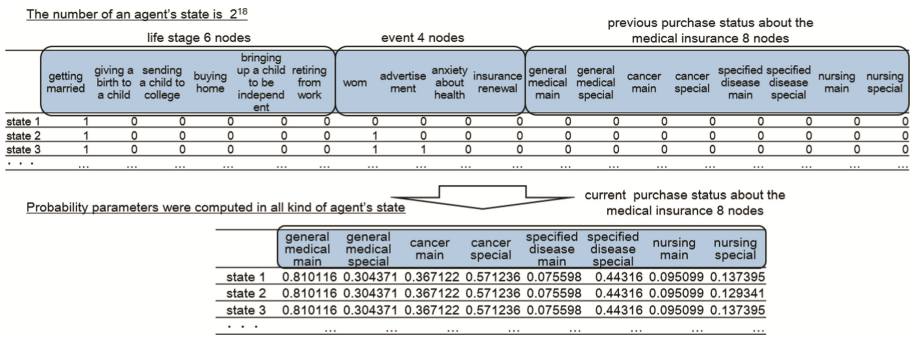 The number of an agent's state is 2^18
previous purchase status about the
medical insurance 8 nodes
life stage 6 nodes
event 4 nodes
getting married
giving a birth to a child
sending a child to college
buying home
bringing up a child to be independ ent
retiring from work
wom
advertise ment
anxiety about health
insurance renewal
general medical main
general medical special
cancer main
cancer special
specified disease main
specified disease special
nursing main
nursing special
state 1 1 0 0 0 0 0 0 0 0 0 0 0 0 0 0 0 0 0
state 2 1 0 0 0 0 0 1 0 0 0 0 0 0 0 0 0 0 0
state 3 1 0 0 0 0 0 1 1 0 0 0 0 0 0 0 0 0 0
· · · ... ... ... ... ... ... ... ... ... ... ... ... ... ... ... ... ... ...
current purchase status about the
medical insurance 8 nodes
Probability parameters were computed in all kind of agent's state
general medical main
general medical special
cancer main
cancer special
specified disease main
specified disease special
nursing main
nursing special
state 1 0.810116 0.304371 0.367122 0.571236 0.075598 0.44316 0.095099 0.137395
state 2 0.810116 0.304371 0.367122 0.571236 0.075598 0.44316 0.095099 0.129341
state 3 0.810116 0.304371 0.367122 0.571236 0.075598 0.44316 0.095099 0.137395
· · · ... ... ... ... ... ... ... ...